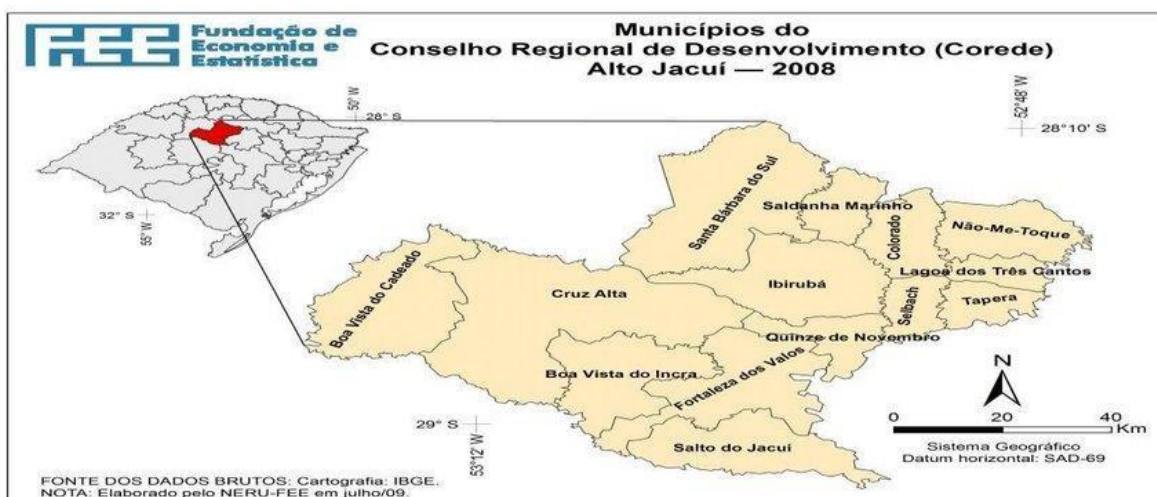 FEE Fundação de
Economia e
Estatística
Municípios do
Conselho Regional de Desenvolvimento (Corede)
Alto Jacuí — 2008
50° W
28° S
32° S
55° W
52°48' W
28°10' S
Santa Bárbara do Sul
Saldanha Marinho
Colorado
Não-Me-Toque
Lagoa dos Três Cantos
Boa Vista do Cadeado
Cruz Alta
Ibirubá
Selbach
Tapera
Quinze de Novembro
Boa Vista do Incra
Fortaleza dos Valos
Salto do Jacuí
29° S
53°12' W
N
0 20 40
Km
Sistema Geográfico
Datum horizontal: SAD-69
FONTE DOS DADOS BRUTOS: Cartografia: IBGE.
NOTA: Elaborado pelo NERU-FEE em julho/09.